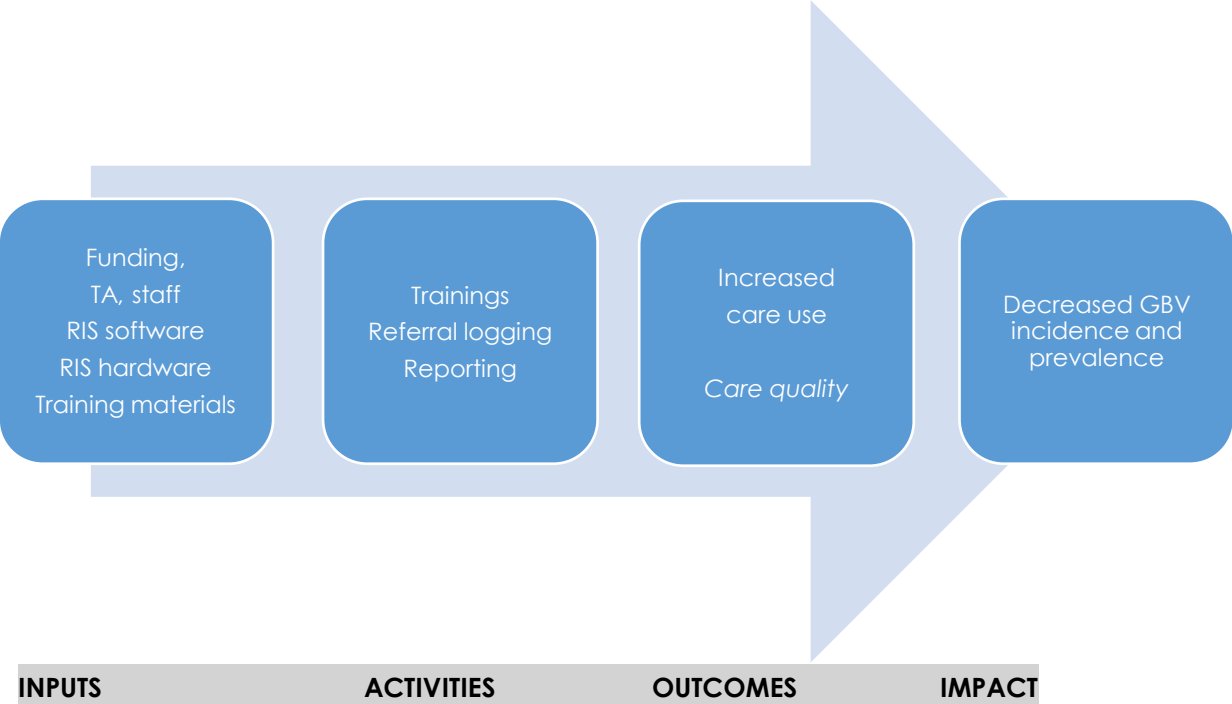 Funding,
TA, staff
RIS software
RIS hardware
Training materials
Trainings
Referral logging
Reporting
Increased
care use
Care quality
Decreased GBV
incidence and
prevalence
INPUTS ACTIVITIES OUTCOMES IMPACT